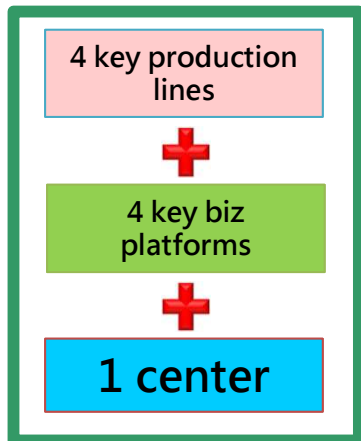 4 key production
lines
4 key biz
platforms
1 center